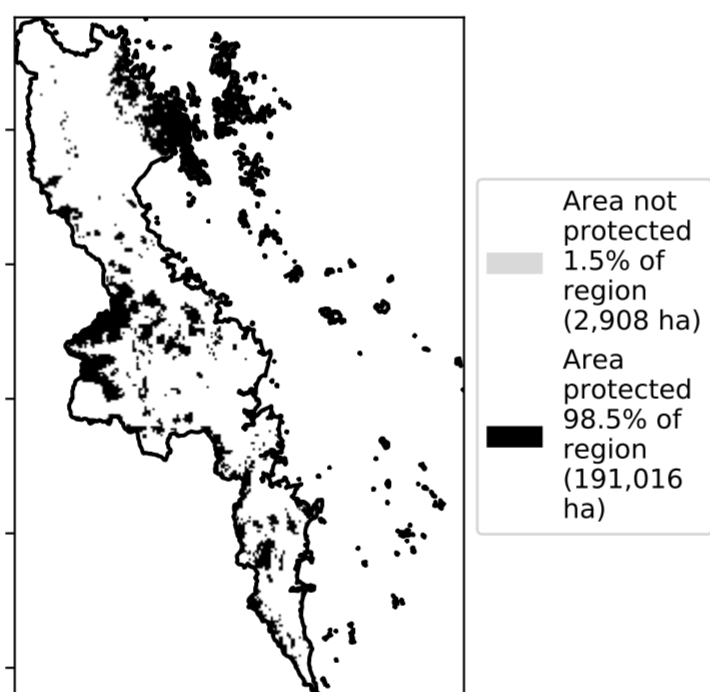 Area not
protected
1.5% of
region
(2,908 ha)
Area
protected
98.5% of
region
(191,016
ha)